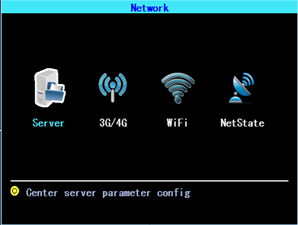 Network
Server 3G/4G WiFi NetState
Center server parameter config